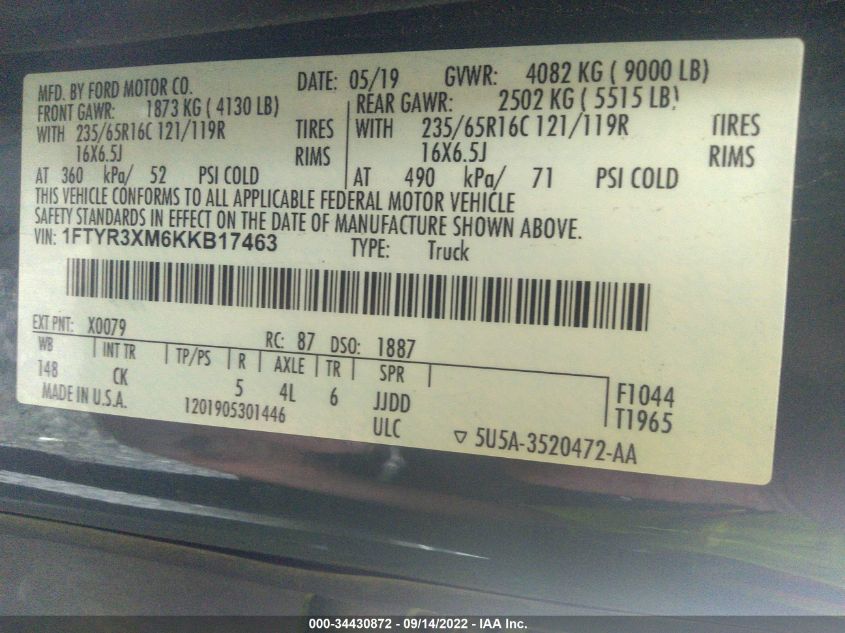 MFD. BY FORD MOTOR CO. DATE: 05/19 GVWR: 4082 KG ( 9000 LB)
FRONT GAWR: 1873 KG ( 4130 LB) REAR GAWR: 2502 KG ( 5515 LB)
WITH 235/65R16C 121/119R TIRES WITH 235/65R16C 121/119R TIRES
16X6.5J RIMS 16X6.5J RIMS
AT 360 kPa/ 52 PSI COLD AT 490 kPa/ 71 PSI COLD
THIS VEHICLE CONFORMS TO ALL APPLICABLE FEDERAL MOTOR VEHICLE
SAFETY STANDARDS IN EFFECT ON THE DATE OF MANUFACTURE SHOWN ABOVE.
VIN: 1FTYR3XM6KKB17463 TYPE: Truck
EXT PNT: X0079 RC: 87 DSO: 1887
WB INT TR TP/PS R AXLE TR SPR
148 CK 5 4L 6 JJDD F1044
MADE IN U.S.A. 1201905301446 ULC T1965
5U5A-3520472-AA
000-34430872 - 09/14/2022 - IAA Inc.